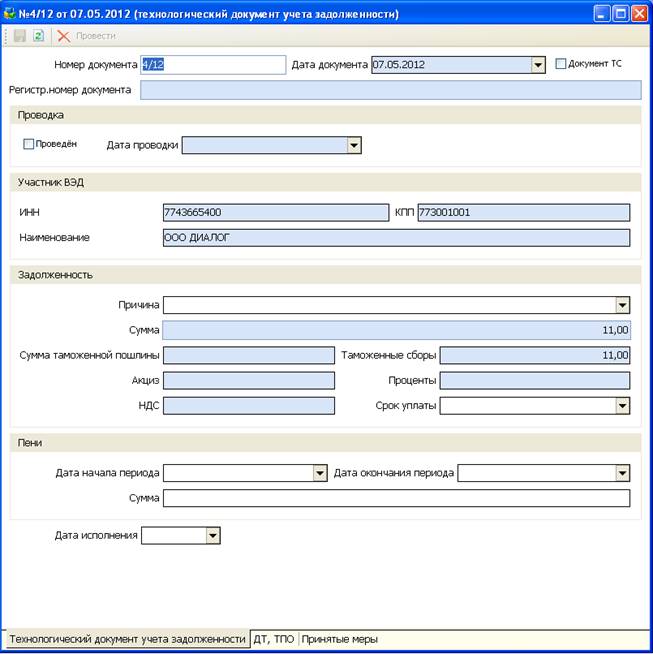 №4/12 от 07.05.2012 (технологический документ учета задолженности)
Провести
Номер документа 4/12 Дата документа 07.05.2012 Документ ТС
Регистр.номер документа
Проводка
Проведён Дата проводки
Участник ВЭД
ИНН 7743665400 КПП 773001001
Наименование ООО ДИАЛОГ
Задолженность
Причина
Сумма 11,00
Сумма таможенной пошлины Таможенные сборы 11,00
Акциз Проценты
НДС Срок уплаты
Пени
Дата начала периода Дата окончания периода
Сумма
Дата исполнения
Технологический документ учета задолженности ДТ, ТПО Принятые меры